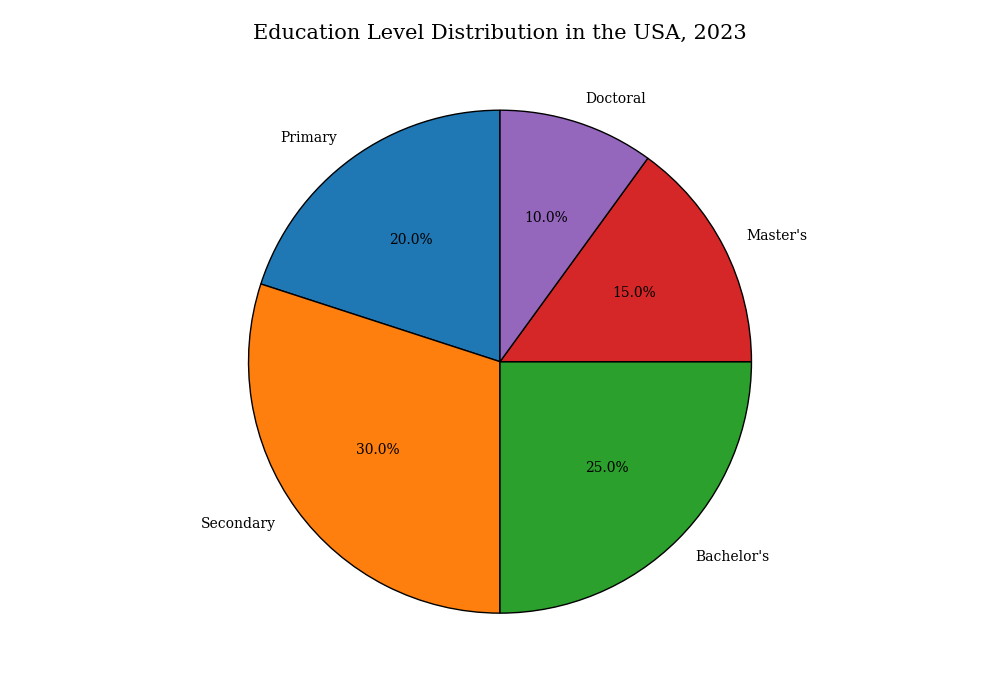 Education Level Distribution in the USA, 2023
Doctoral
Primary
10.0%
20.0%
Master's
15.0%
30.0%
25.0%
Secondary
Bachelor's